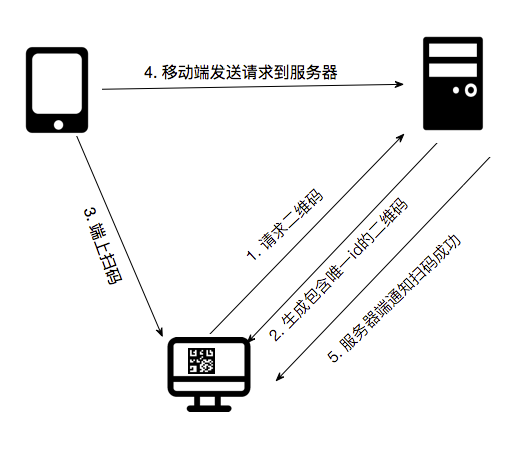 4. 移动端发送请求到服务器
3. 端上扫码
1. 请求二维码
2. 生成包含唯一id的二维码
5. 服务器端通知扫码成功